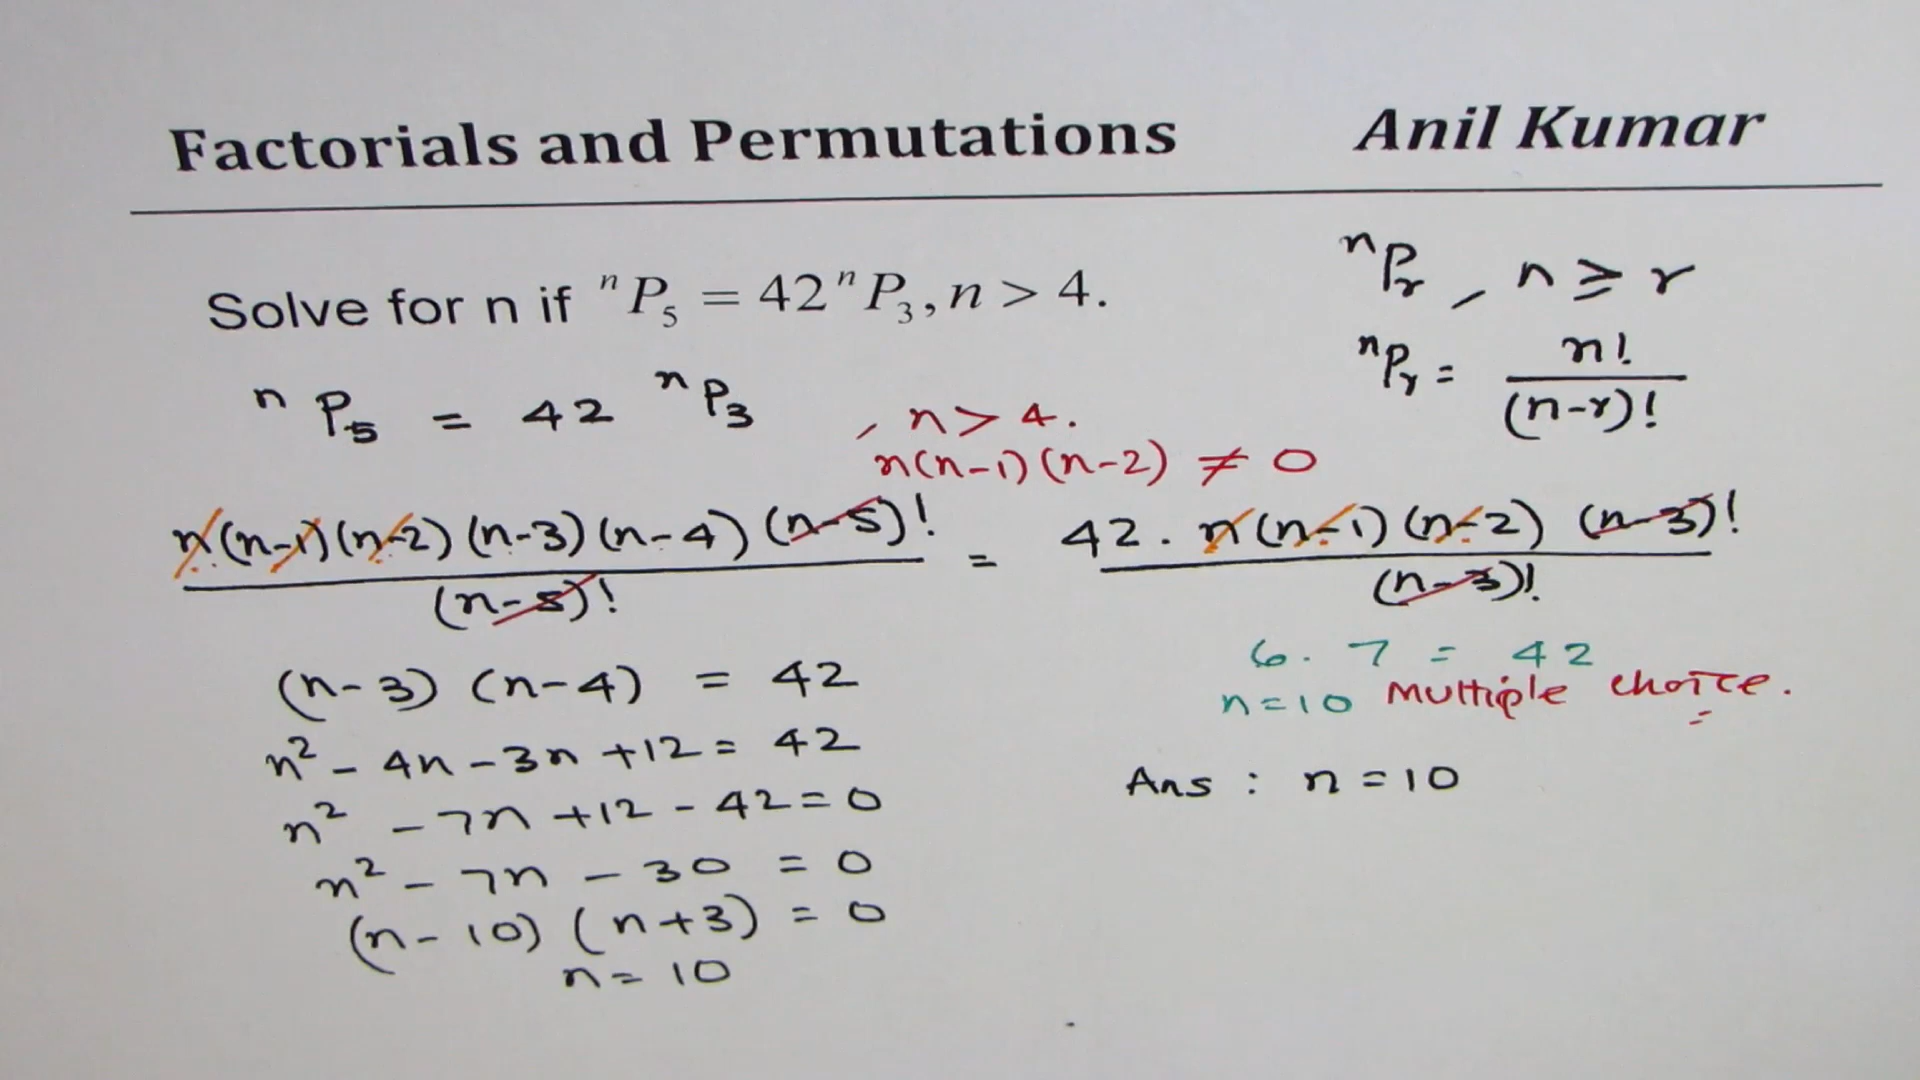 Factorials and Permutations Anil Kumar
Solve for n if ⁿP₅ = 42 ⁿP₃, n > 4.
ⁿPᵣ, n ≥ r
ⁿPᵣ = n! / (n-r)!
ⁿP₅ = 42 ⁿP₃, n > 4.
n(n-1)(n-2) ≠ 0
n(n-1)(n-2)(n-3)(n-4)(n-5)! / (n-5)! = 42 . n(n-1)(n-2)(n-3)! / (n-3)!
(n-3)(n-4) = 42
n² - 4n - 3n + 12 = 42
n² - 7n + 12 - 42 = 0
n² - 7n - 30 = 0
(n-10)(n+3) = 0
n = 10
6 . 7 = 42
n = 10 Multiple choice.
Ans : n = 10